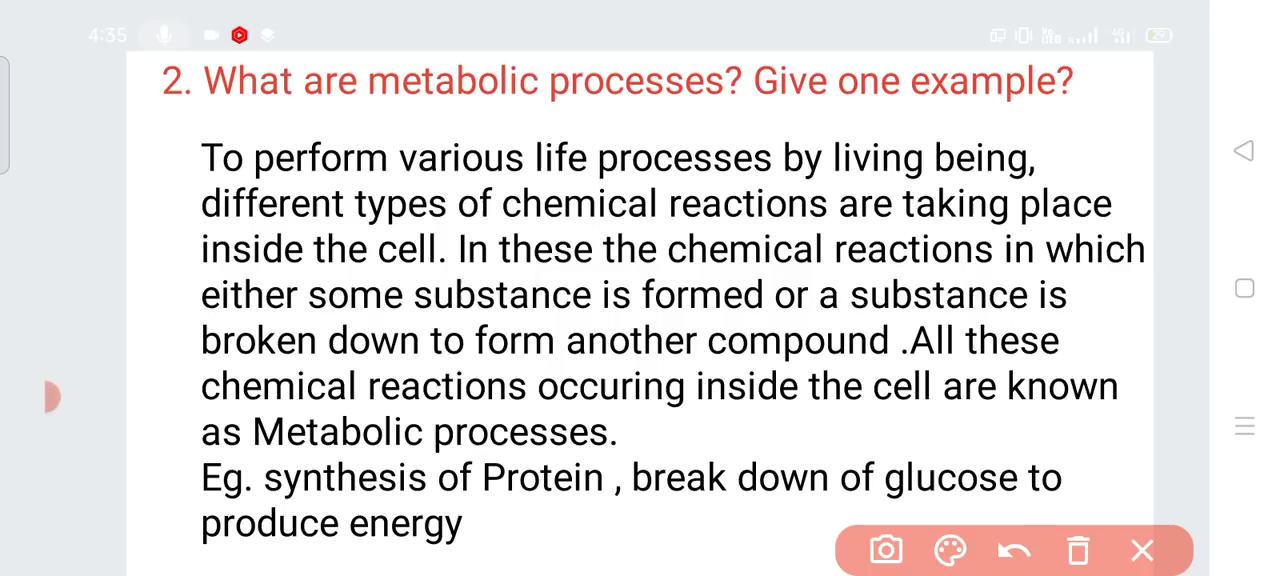 4:35
29
2. What are metabolic processes? Give one example?
To perform various life processes by living being,
different types of chemical reactions are taking place
inside the cell. In these the chemical reactions in which
either some substance is formed or a substance is
broken down to form another compound .All these
chemical reactions occuring inside the cell are known
as Metabolic processes.
Eg. synthesis of Protein , break down of glucose to
produce energy